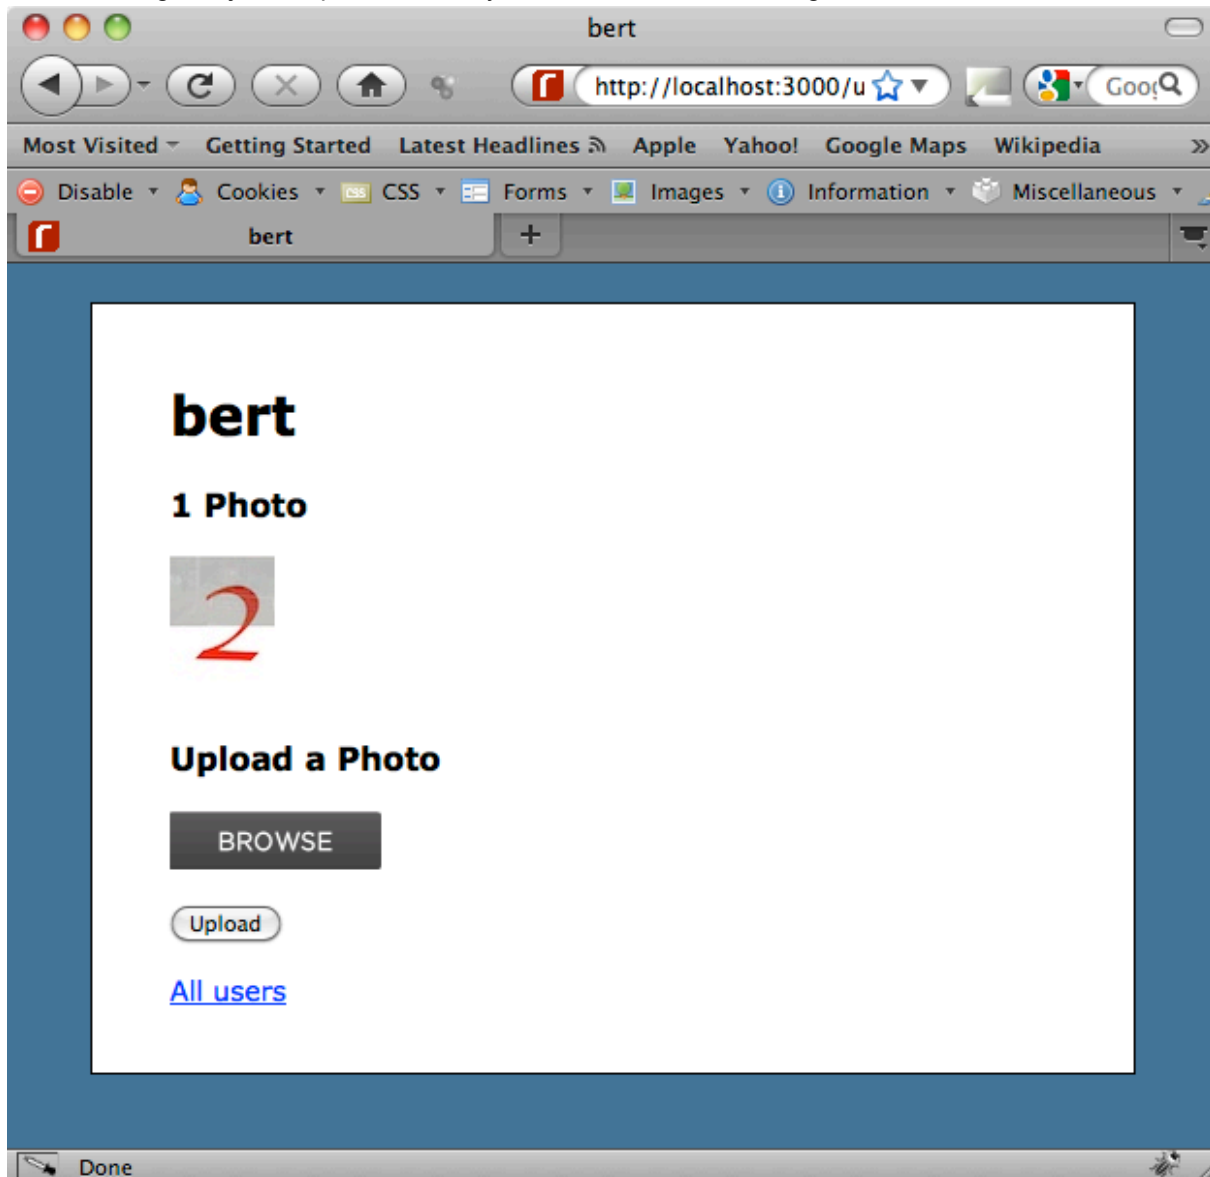 bert
http://localhost:3000/u
Most Visited Getting Started Latest Headlines Apple Yahoo! Google Maps Wikipedia »
Disable Cookies CSS CSS Forms Images Information Miscellaneous
bert +
bert
1 Photo
2
Upload a Photo
BROWSE
Upload
All users
Done